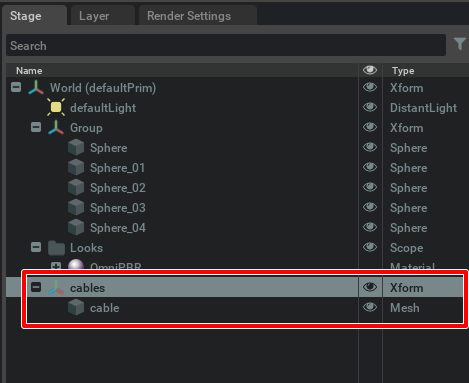 Stage Layer Render Settings
Search
Name Type
World (defaultPrim) Xform
defaultLight DistantLight
Group Xform
Sphere Sphere
Sphere_01 Sphere
Sphere_02 Sphere
Sphere_03 Sphere
Sphere_04 Sphere
Looks Scope
OmniPBR Material
cables Xform
cable Mesh